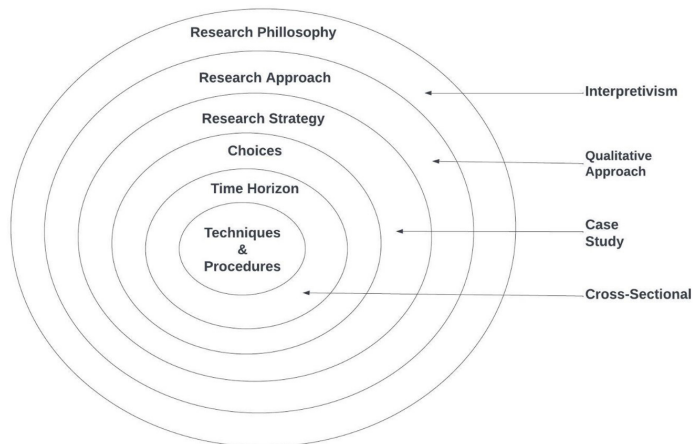 Research Phillosophy
Research Approach
Research Strategy
Choices
Time Horizon
Techniques
&
Procedures
Interpretivism
Qualitative
Approach
Case
Study
Cross-Sectional